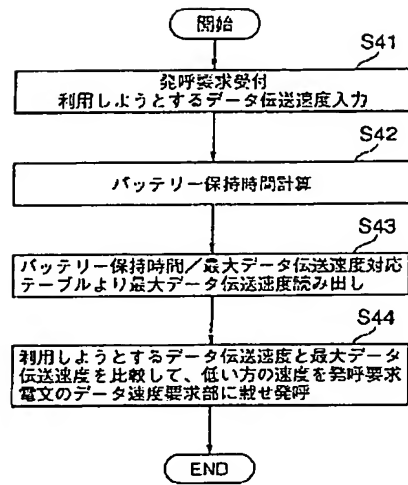 開始
S41
発呼要求受付
利用しようとするデータ伝送速度入力
S42
バッテリー保持時間計算
S43
バッテリー保持時間／最大データ伝送速度対応
テーブルより最大データ伝送速度読み出し
S44
利用しようとするデータ伝送速度と最大データ
伝送速度を比較して、低い方の速度を発呼要求
電文のデータ速度要求部に載せ発呼
END